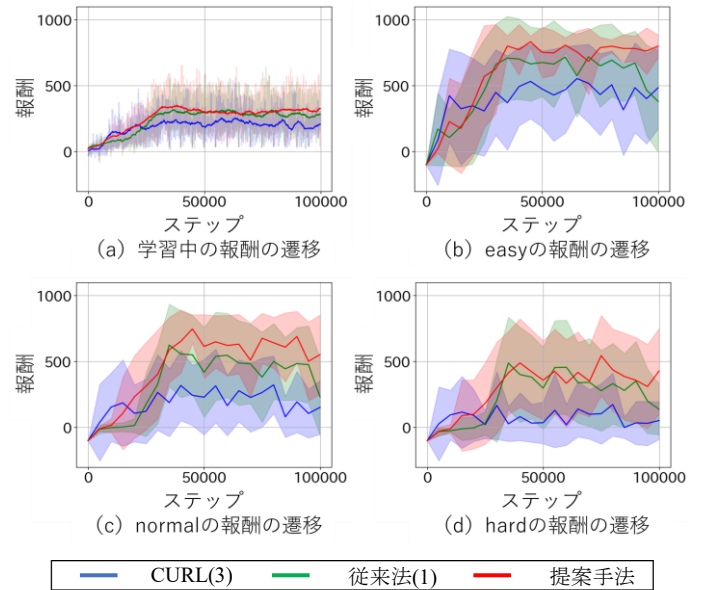 1000
500
0
報酬
0
50000
100000
ステップ
（a）学習中の報酬の遷移
1000
500
0
報酬
0
50000
100000
ステップ
（b）easyの報酬の遷移
1000
500
0
報酬
0
50000
100000
ステップ
（c）normalの報酬の遷移
1000
500
0
報酬
0
50000
100000
ステップ
（d）hardの報酬の遷移
CURL(3) 従来法(1) 提案手法